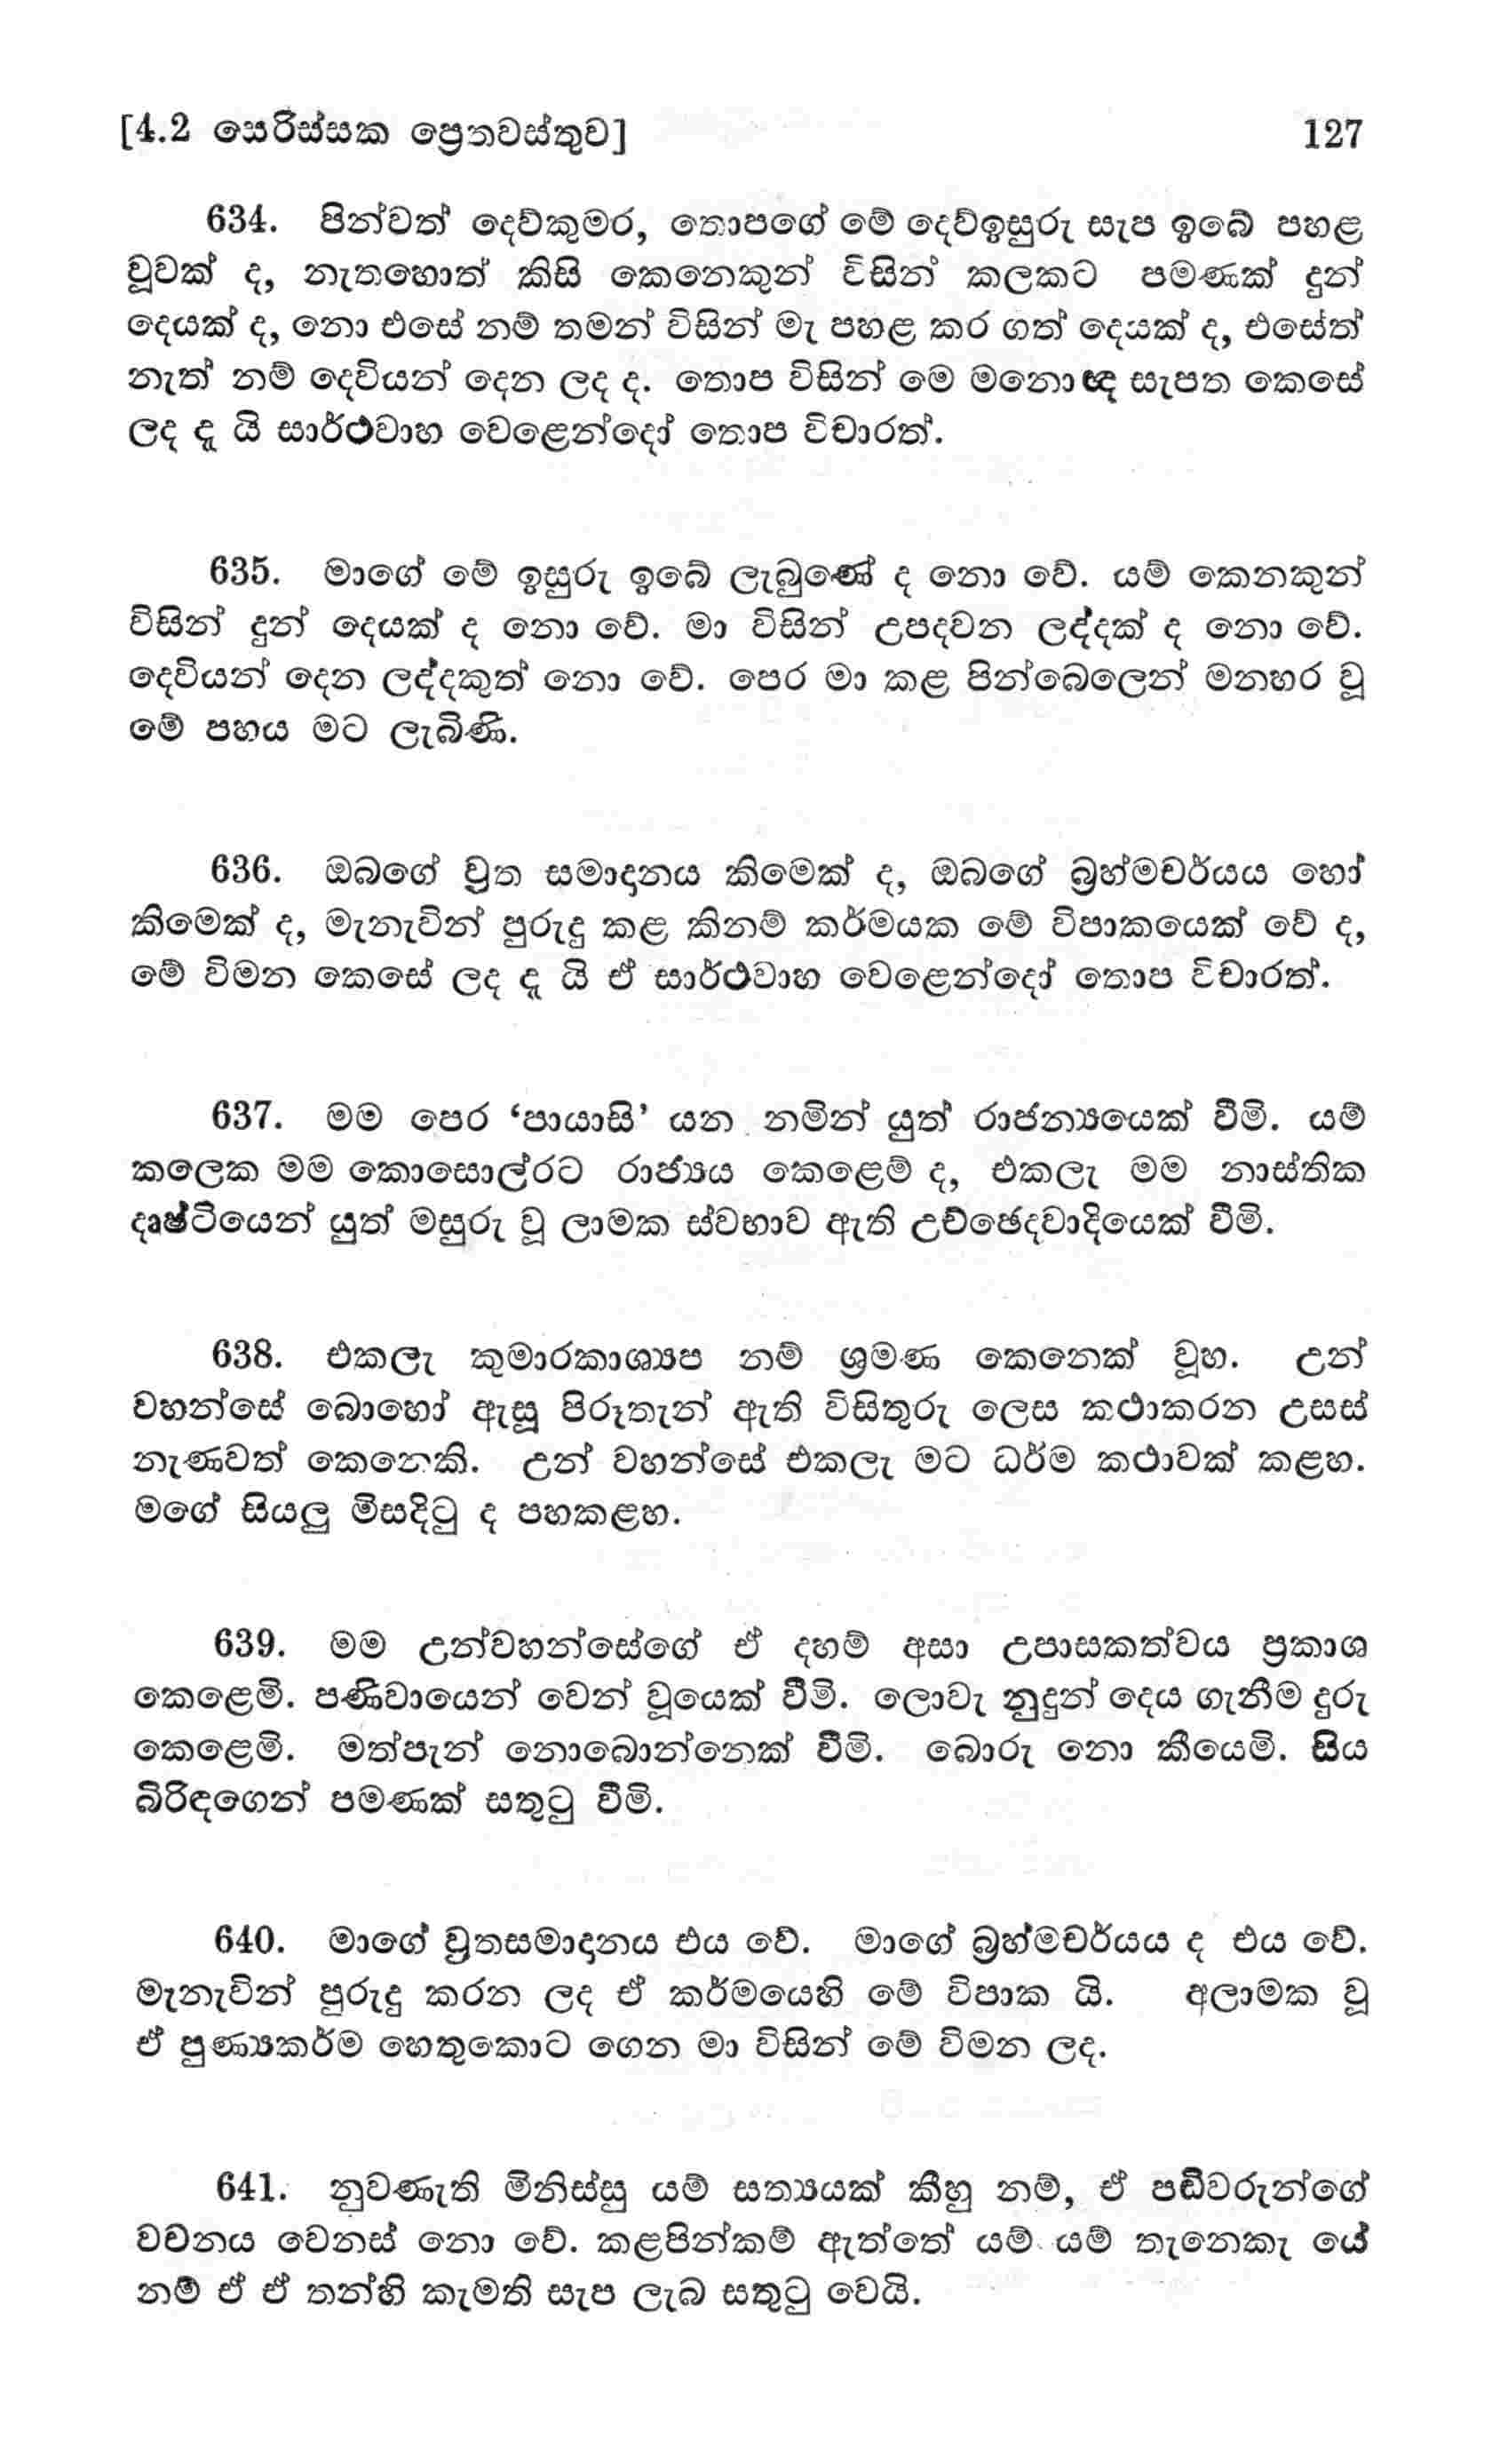 [4.2 සෙරිස්සක ප්‍රෙතවස්තුව] 127
634. පින්වත් දෙව්කුමර, තොපගේ මේ දෙව්ඉසුරු සැප ඉබේ පහළ
වූවක් ද, නැතහොත් කිසි කෙනෙකුන් විසින් කලකට පමණක් දුන්
දෙයක් ද, නො එසේ නම් තමන් විසින් මැ පහළ කර ගත් දෙයක් ද, එසේත්
නැත් නම් දෙවියන් දෙන ලද ද. තොප විසින් මෙ මනොඥ සැපත කෙසේ
ලද දැ යි සාර්ථවාහ වෙළෙන්දෝ තොප විචාරත්.
635. මාගේ මේ ඉසුරු ඉබේ ලැබුණේ ද නො වේ. යම් කෙනකුන්
විසින් දුන් දෙයක් ද නො වේ. මා විසින් උපදවන ලද්දක් ද නො වේ.
දෙවියන් දෙන ලද්දකුත් නො වේ. පෙර මා කළ පින්බෙලෙන් මනහර වූ
මේ පහය මට ලැබිණි.
636. ඔබගේ ව්‍රත සමාදානය කිමෙක් ද, ඔබගේ බ්‍රහ්මචර්යය හෝ
කිමෙක් ද, මැනැවින් පුරුදු කළ කිනම් කර්මයක මේ විපාකයෙක් වේ ද,
මේ විමන කෙසේ ලද දැ යි ඒ සාර්ථවාහ වෙළෙන්දෝ තොප විචාරත්.
637. මම පෙර ‘පායාසි’ යන නමින් යුත් රාජන්‍යයෙක් වීමි. යම්
කලෙක මම කොසොල්රට රාජ්‍යය කෙළෙම් ද, එකලැ මම නාස්තික
දෘෂ්ටියෙන් යුත් මසුරු වූ ලාමක ස්වභාව ඇති උච්ඡෙදවාදියෙක් වීමි.
638. එකලැ කුමාරකාශ්‍යප නම් ශ්‍රමණ කෙනෙක් වූහ. උන්
වහන්සේ බොහෝ ඇසූ පිරූතැන් ඇති විසිතුරු ලෙස කථාකරන උසස්
නැණවත් කෙනෙකි. උන් වහන්සේ එකලැ මට ධර්ම කථාවක් කළහ.
මගේ සියලු මිසදිටු ද පහකළහ.
639. මම උන්වහන්සේගේ ඒ දහම් අසා උපාසකත්වය ප්‍රකාශ
කෙළෙමි. පණිවායෙන් වෙන් වූයෙක් වීමි. ලොවැ නුදුන් දෙය ගැනීම දුරු
කෙළෙමි. මත්පැන් නොබොන්නෙක් වීමි. බොරු නො කීයෙමි. සිය
බිරිඳගෙන් පමණක් සතුටු වීමි.
640. මාගේ ව්‍රතසමාදානය එය වේ. මාගේ බ්‍රහ්මචර්යය ද එය වේ.
මැනැවින් පුරුදු කරන ලද ඒ කර්මයෙහි මේ විපාක යි. අලාමක වූ
ඒ පුණ්‍යකර්ම හෙතුකොට ගෙන මා විසින් මේ විමන ලද.
641. නුවණැති මිනිස්සු යම් සත්‍යයක් කීහු නම්, ඒ පඬිවරුන්ගේ
වචනය වෙනස් නො වේ. කළපින්කම් ඇත්තේ යම් යම් තැනෙකැ යේ
නම් ඒ ඒ තන්හි කැමති සැප ලැබ සතුටු වෙයි.